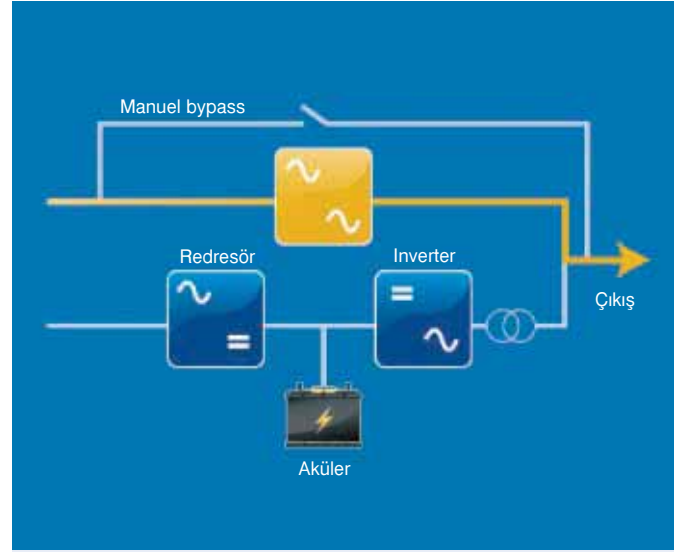 Manuel bypass
Redresör
Inverter
Çıkış
Aküler